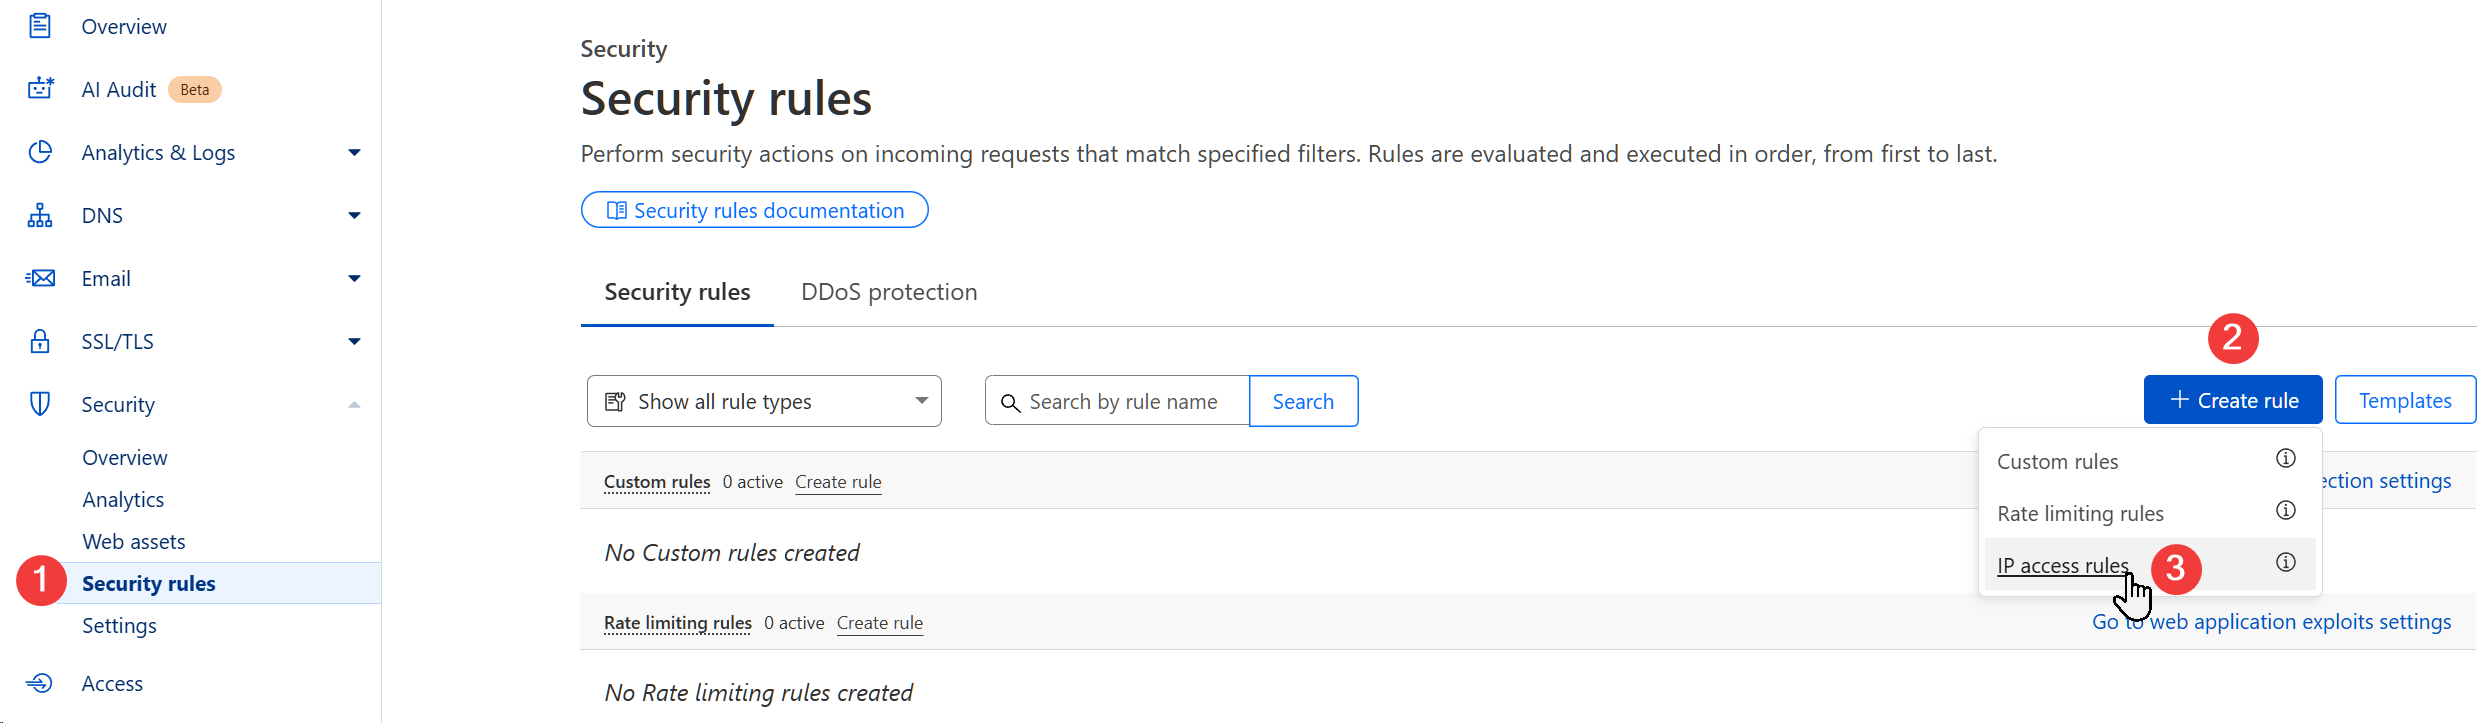 Overview
AI Audit Beta
Analytics & Logs
DNS
Email
SSL/TLS
Security
Overview
Analytics
Web assets
1
Security rules
Settings
Access
Security
Security rules
Perform security actions on incoming requests that match specified filters. Rules are evaluated and executed in order, from first to last.
Security rules documentation
Security rules DDoS protection
2
Show all rule types Search by rule name Search + Create rule Templates
Custom rules
Rate limiting rules
IP access rules 3
Custom rules 0 active Create rule ection settings
No Custom rules created
Rate limiting rules 0 active Create rule Go to web application exploits settings
No Rate limiting rules created